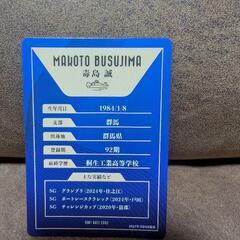 MAKOTO BUSUJIMA
毒島 誠
生年月日 1984/1/8
支部 群馬
出身地 群馬県
登録期 92期
最終学歴 桐生工業高等学校
主な実績など
SG グランプリ(2024年・住之江)
SG ボートレースクラシック(2024年・戸田)
SG チャレンジカップ(2020年・蒲郡)
BOAT RACE CARD